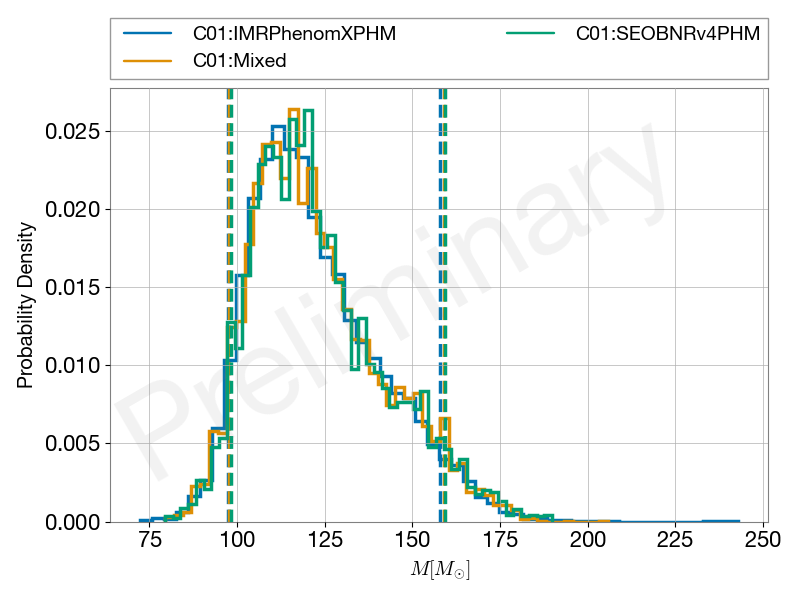 C01:IMRPhenomXPHM
C01:SEOBNRv4PHM
C01:Mixed
Preliminary
Probability Density
0.025
0.020
0.015
0.010
0.005
0.000
75 100 125 150 175 200 225 250
M[M⊙]